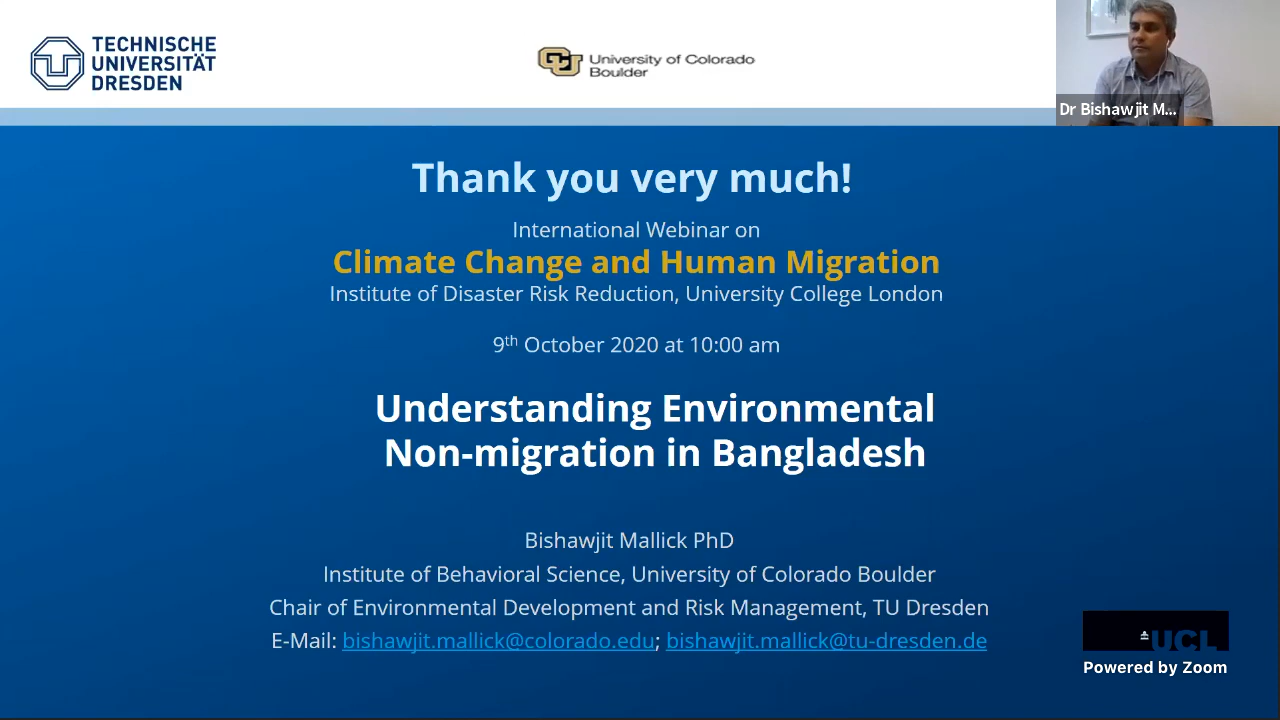 TECHNISCHE
UNIVERSITÄT
DRESDEN
University of Colorado
Boulder
Dr Bishawjit M...
Thank you very much!
International Webinar on
Climate Change and Human Migration
Institute of Disaster Risk Reduction, University College London
9th October 2020 at 10:00 am
Understanding Environmental
Non-migration in Bangladesh
Bishawjit Mallick PhD
Institute of Behavioral Science, University of Colorado Boulder
Chair of Environmental Development and Risk Management, TU Dresden
E-Mail: bishawjit.mallick@colorado.edu; bishawjit.mallick@tu-dresden.de
UCL
Powered by Zoom